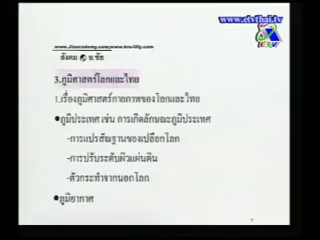 www.etvthai.tv
ETV
www.Jiaacademy.com/www.krn-lily.com
สังคม อ.ชัย
3.ภูมิศาสตร์โลกและไทย
1.เรื่องภูมิศาสตร์กายภาพของโลกและไทย
●ภูมิประเทศ เช่น การเกิดลักษณะภูมิประเทศ
-การแปรสัณฐานของเปลือกโลก
-การปรับระดับผิวแผ่นดิน
-ตัวกระทำจากนอกโลก
●ภูมิอากาศ